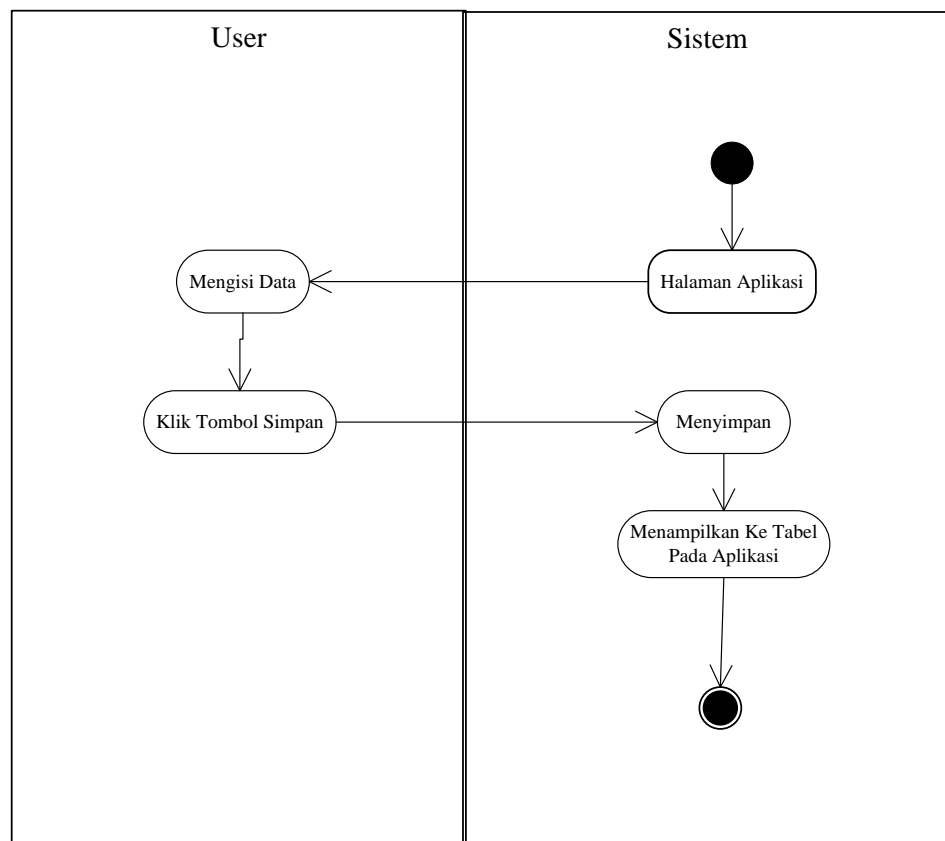 User
Sistem
Mengisi Data
Halaman Aplikasi
Klik Tombol Simpan
Menyimpan
Menampilkan Ke Tabel
Pada Aplikasi